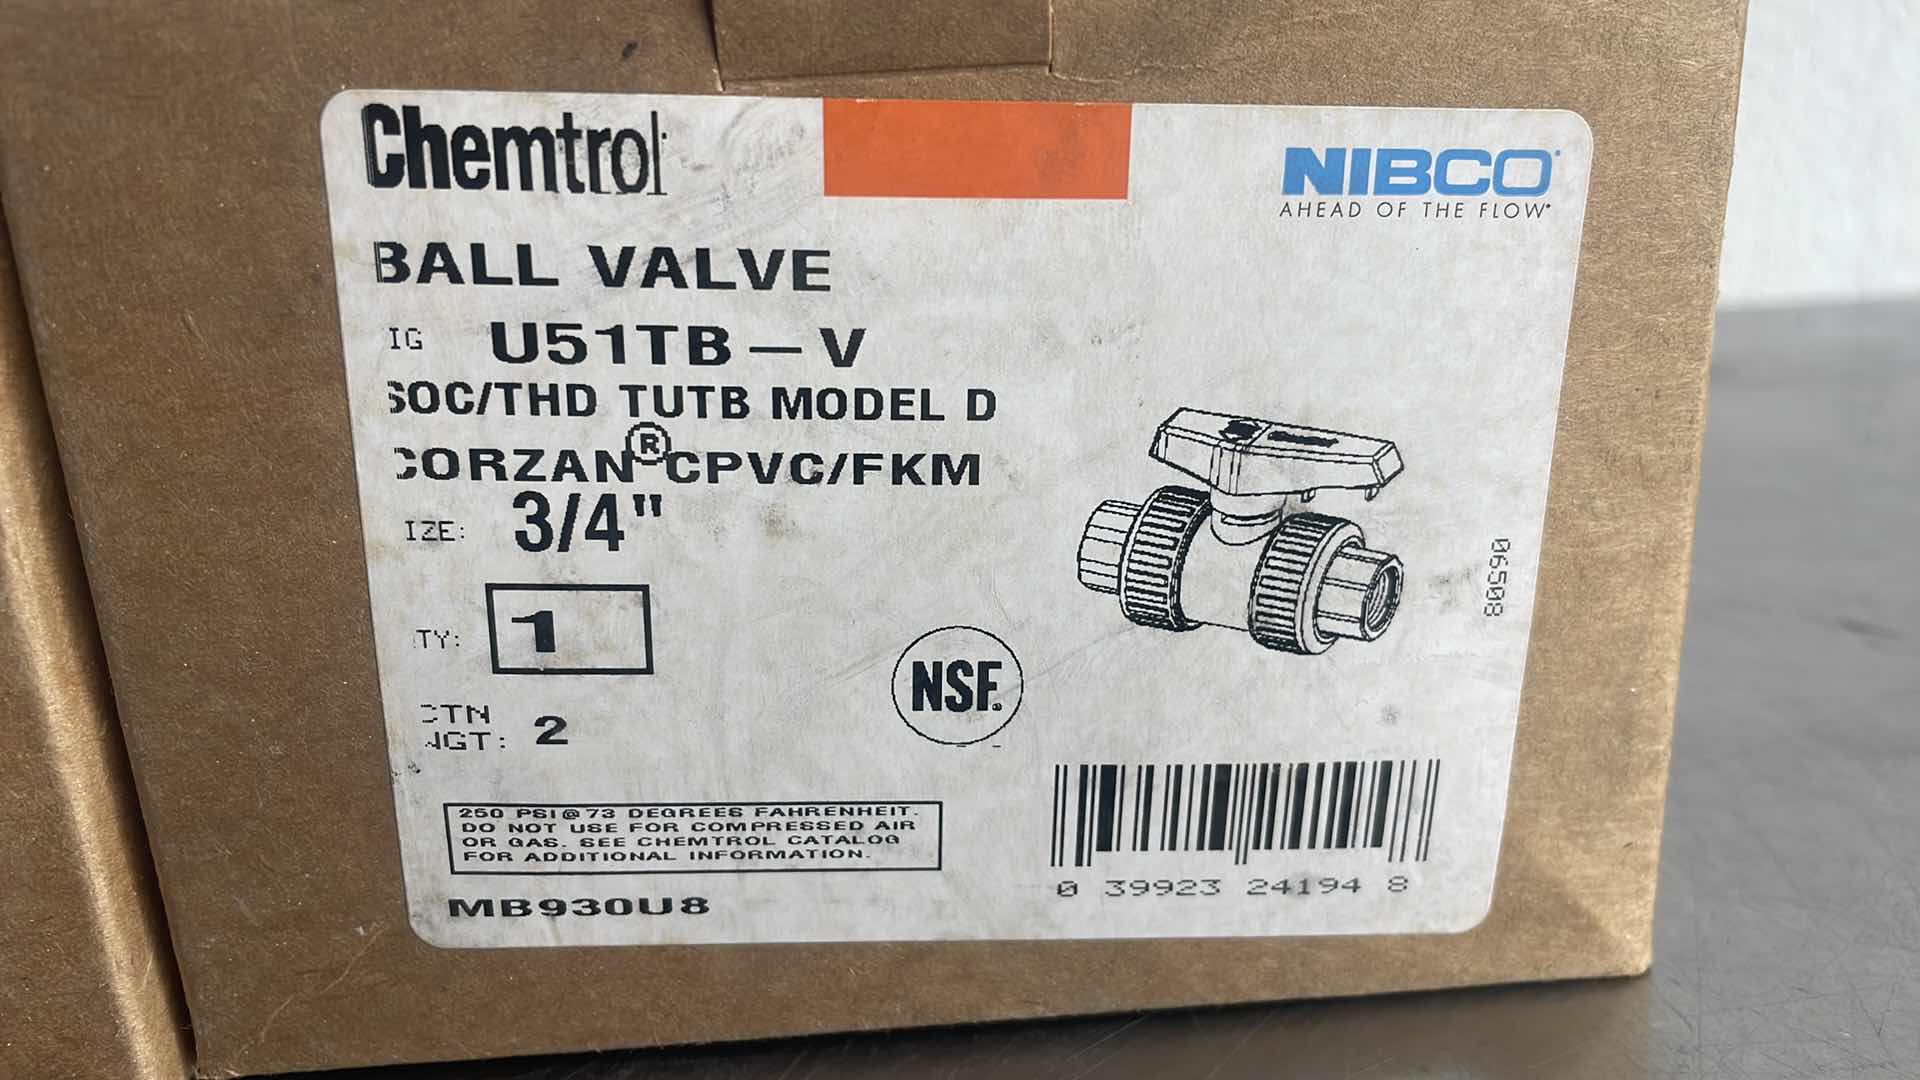 Chemtrol
NIBCO
AHEAD OF THE FLOW
BALL VALVE
IG U51TB-V
SOC/THD TUTB MODEL D
CORZAN® CPVC/FKM
IZE: 3/4"
TY: 1
CTN
WGT: 2
NSF®
06508
250 PSI@73 DEGREES FAHRENHEIT.
DO NOT USE FOR COMPRESSED AIR
OR GAS. SEE CHEMTROL CATALOG
FOR ADDITIONAL INFORMATION.
MB930U8
0 39923 24194 8